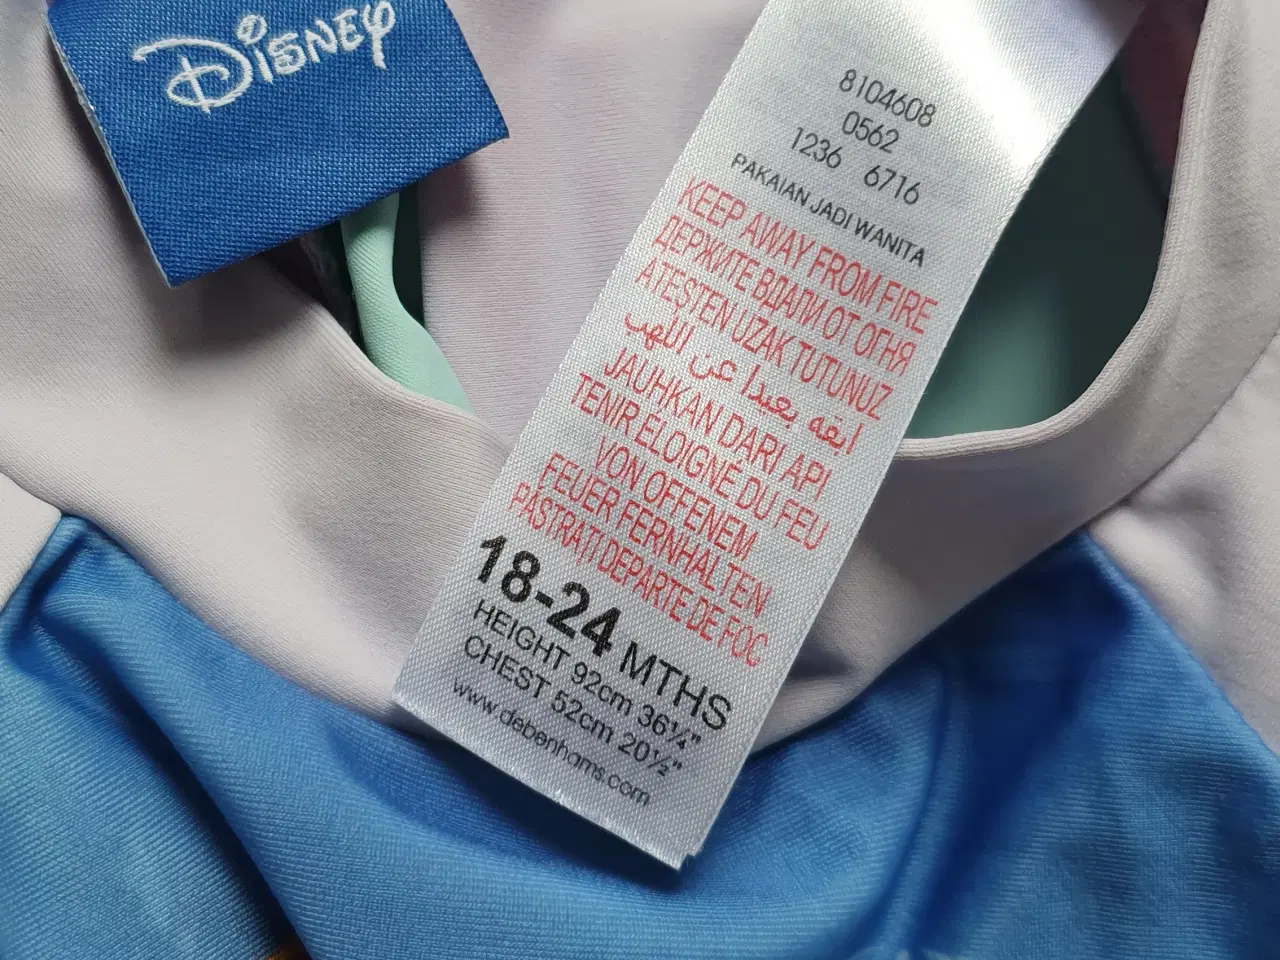 Disney
8104608
0562
1236 6716
PAKAIAN JADI WANITA
KEEP AWAY FROM FIRE
ДЕРЖИТЕ ВДАЛИ ОТ ОГНЯ
ATEŞTEN UZAK TUTUNUZ
ابقه بعيدا عن اللهب
JAUHKAN DARI API
TENIR ELOIGNÉ DU FEU
VON OFFENEM
FEUER FERNHALTEN
PĂSTRAŢI DEPARTE DE FOC
18-24 MTHS
HEIGHT 92cm 36¼"
CHEST 52cm 20½"
www.debenhams.com